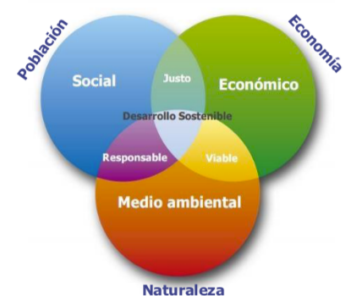 Población
Economía
Social
Justo
Económico
Desarrollo Sostenible
Responsable
Viable
Medio ambiental
Naturaleza